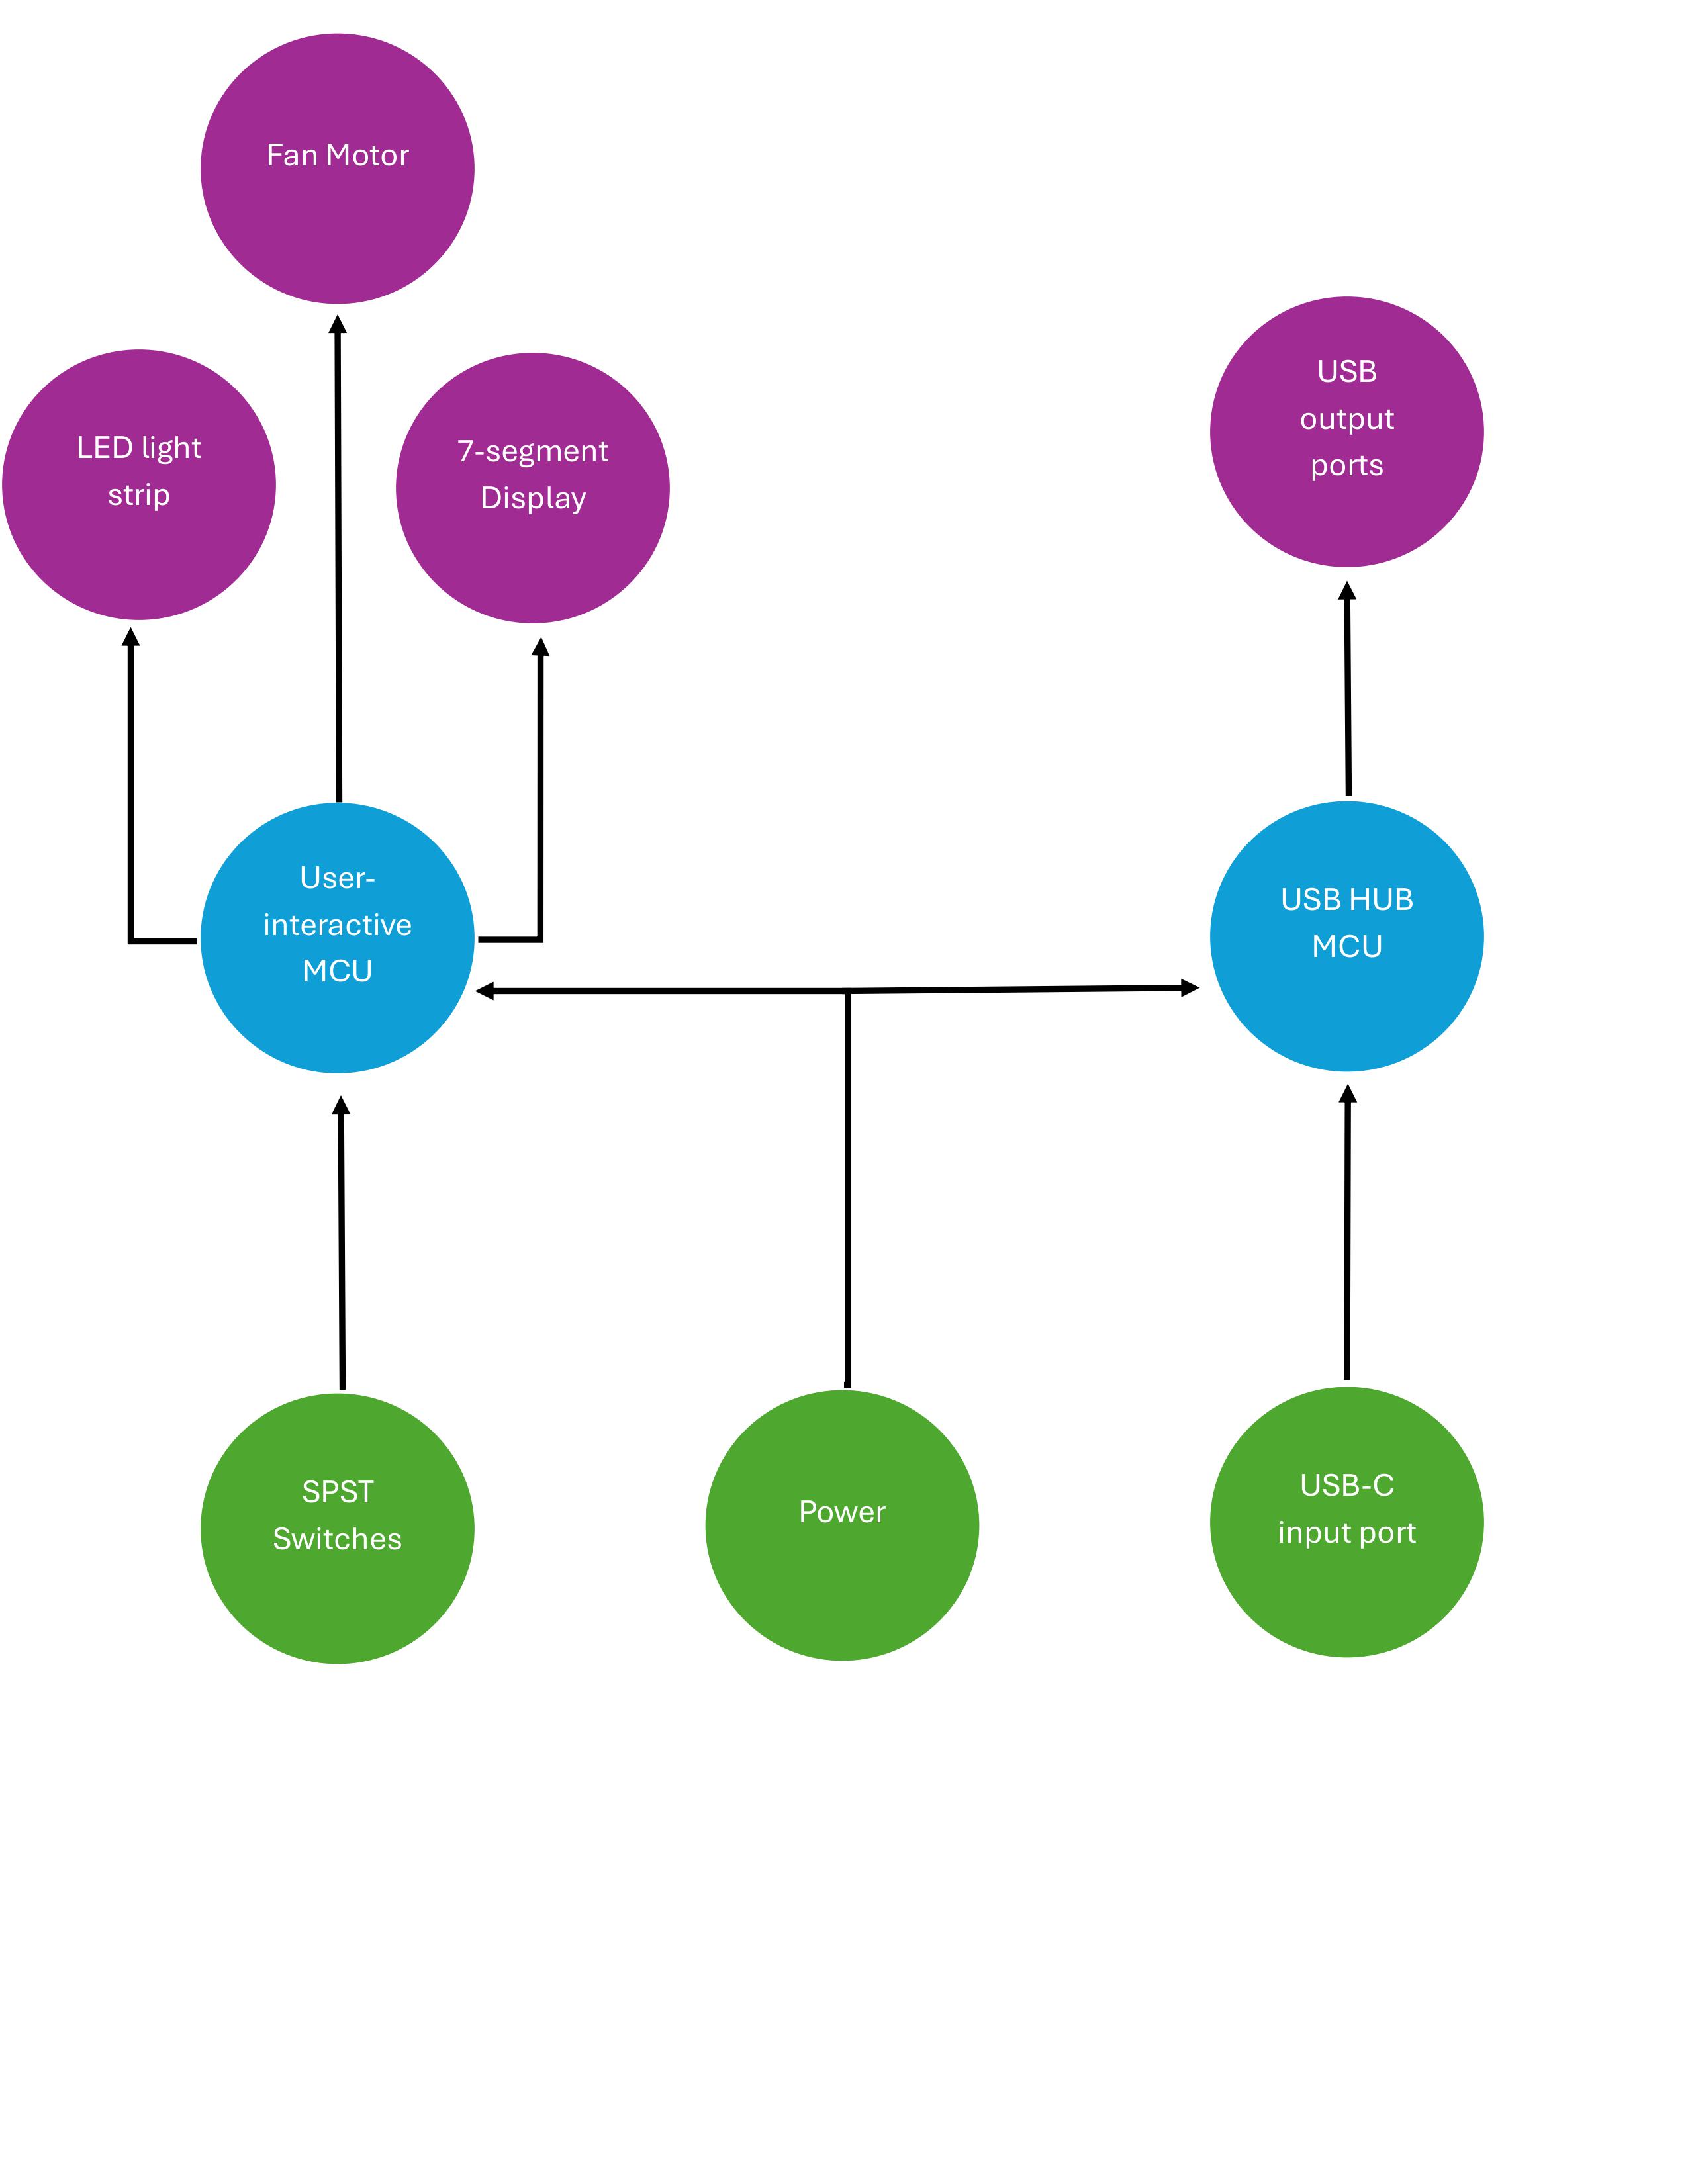 Fan Motor
LED light
strip
7-segment
Display
USB
output
ports
User-
interactive
MCU
USB HUB
MCU
SPST
Switches
Power
USB-C
input port